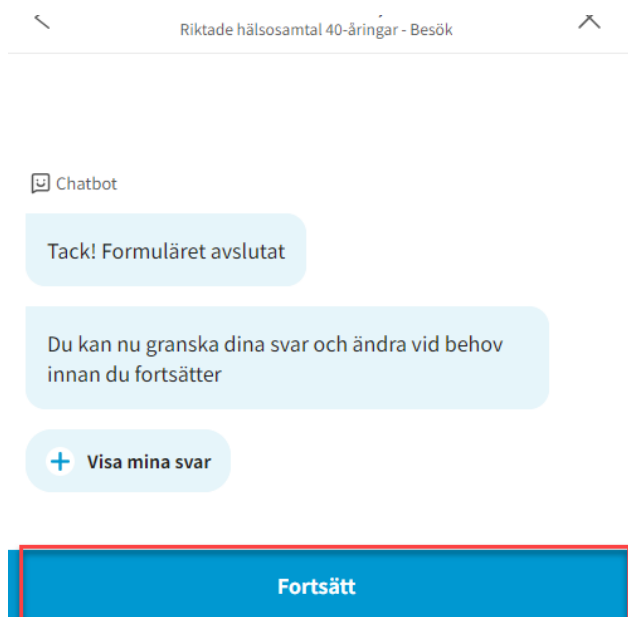 Riktade hälsosamtal 40-åringar - Besök
Chatbot
Tack! Formuläret avslutat
Du kan nu granska dina svar och ändra vid behov
innan du fortsätter
Visa mina svar
Fortsätt